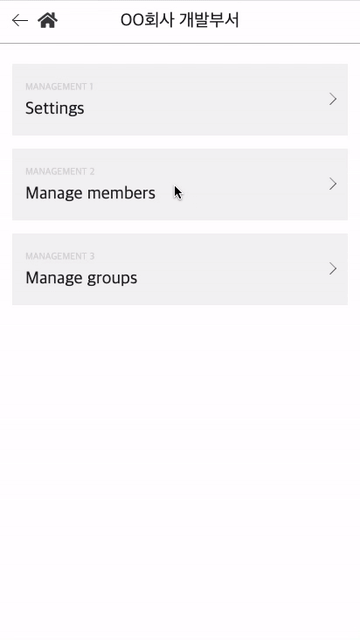 OO회사 개발부서
MANAGEMENT 1
Settings
MANAGEMENT 2
Manage members
MANAGEMENT 3
Manage groups